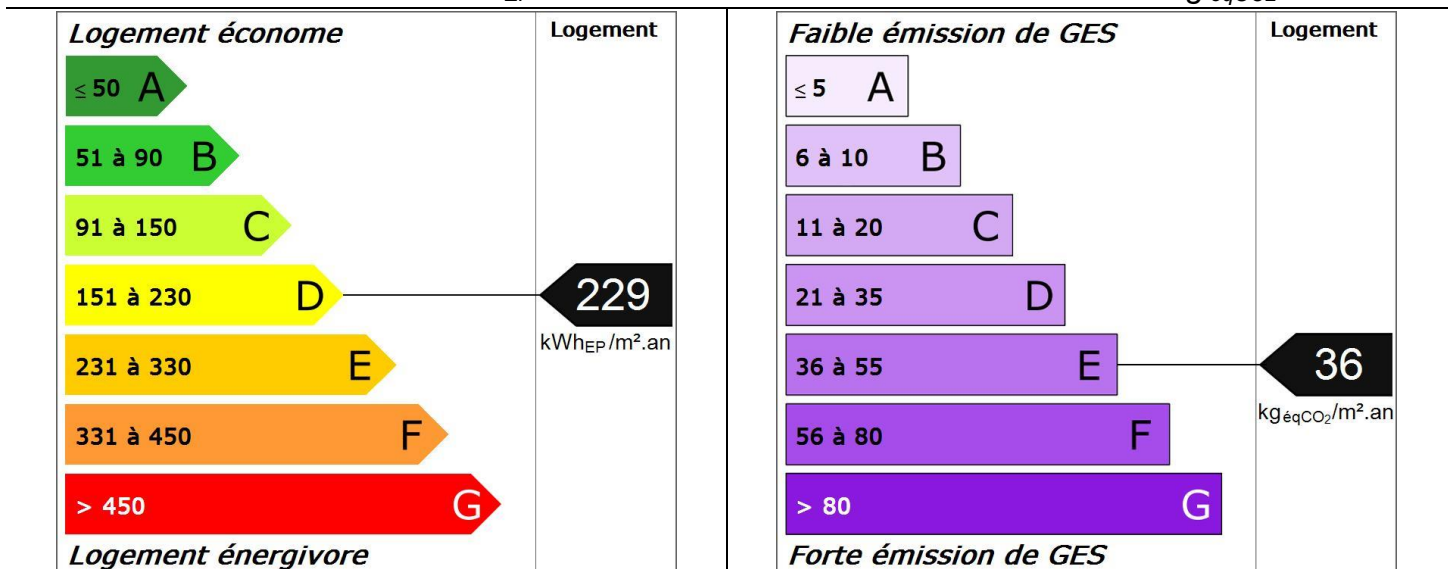 Logement économe
Logement
≤ 50 A
51 à 90 B
91 à 150 C
151 à 230 D
229
kWhEP/m².an
231 à 330 E
331 à 450 F
> 450 G
Logement énergivore
Faible émission de GES
Logement
≤ 5 A
6 à 10 B
11 à 20 C
21 à 35 D
36 à 55 E
36
kgéqCO₂/m².an
56 à 80 F
> 80 G
Forte émission de GES